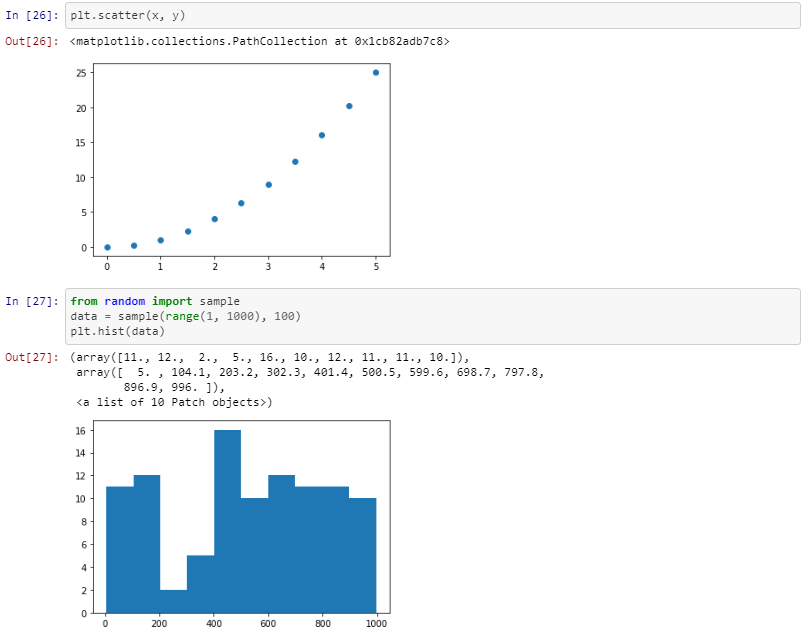 In [26]: plt.scatter(x, y)
Out[26]: <matplotlib.collections.PathCollection at 0x1cb82adb7c8>
25
20
15
10
5
0
0 1 2 3 4 5
In [27]: from random import sample
data = sample(range(1, 1000), 100)
plt.hist(data)
Out[27]: (array([11., 12.,  2.,  5., 16., 10., 12., 11., 11., 10.]),
array([  5. , 104.1, 203.2, 302.3, 401.4, 500.5, 599.6, 698.7, 797.8,
896.9, 996. ]),
<a list of 10 Patch objects>)
16
14
12
10
8
6
4
2
0
0 200 400 600 800 1000